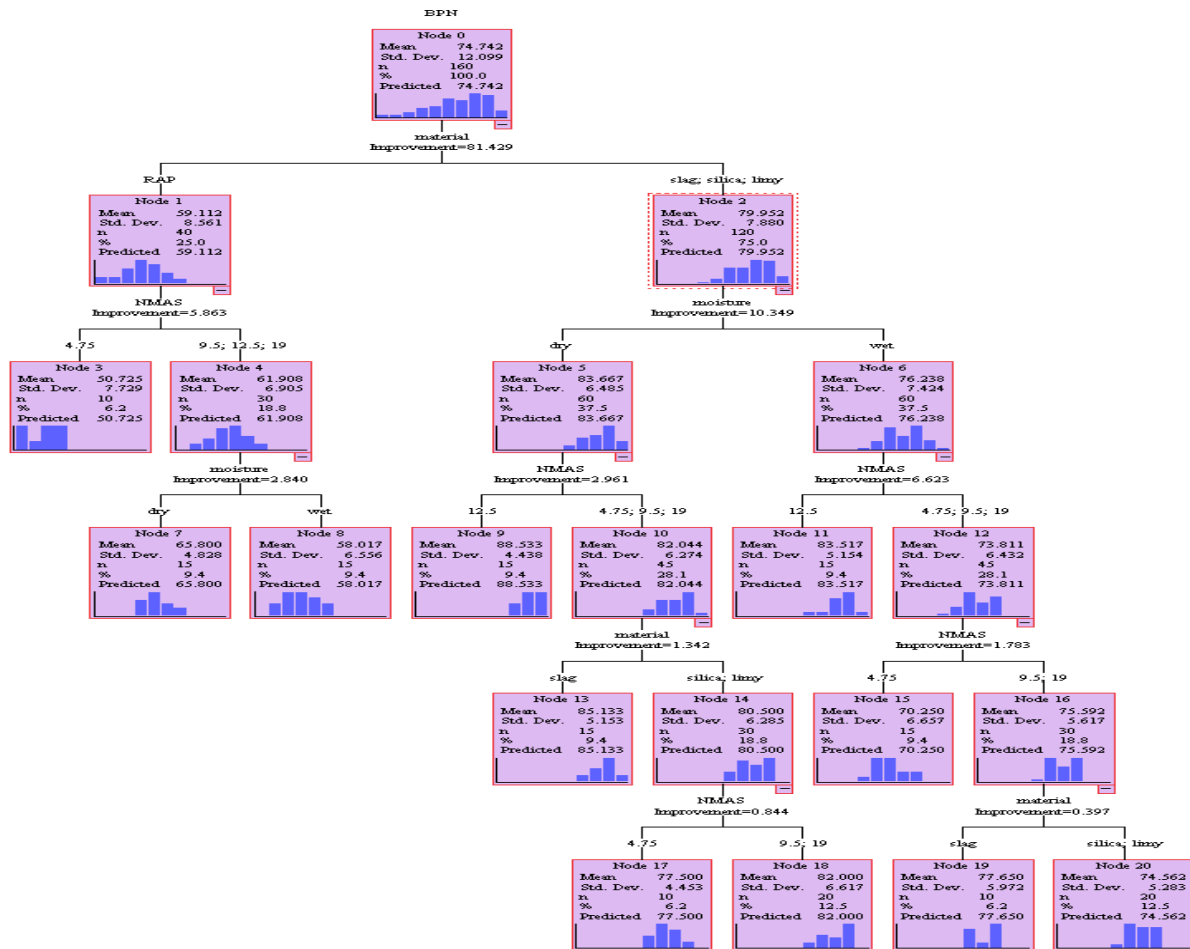 BPN
Node 0
Mean 74.742
Std. Dev. 12.099
n 160
% 100.0
Predicted 74.742
material
Improvement=81.429
RAP
slag; silica; limy
Node 1
Mean 59.112
Std. Dev. 8.561
n 40
% 25.0
Predicted 59.112
Node 2
Mean 79.952
Std. Dev. 7.880
n 120
% 75.0
Predicted 79.952
NMAS
Improvement=5.863
moisture
Improvement=10.349
4.75
9.5; 12.5; 19
dry
wet
Node 3
Mean 50.725
Std. Dev. 7.729
n 10
% 6.2
Predicted 50.725
Node 4
Mean 61.908
Std. Dev. 6.905
n 30
% 18.8
Predicted 61.908
Node 5
Mean 83.667
Std. Dev. 6.485
n 60
% 37.5
Predicted 83.667
Node 6
Mean 76.238
Std. Dev. 7.424
n 60
% 37.5
Predicted 76.238
moisture
Improvement=2.840
NMAS
Improvement=2.961
NMAS
Improvement=6.623
dry
wet
12.5
4.75; 9.5; 19
12.5
4.75; 9.5; 19
Node 7
Mean 65.800
Std. Dev. 4.828
n 15
% 9.4
Predicted 65.800
Node 8
Mean 58.017
Std. Dev. 6.556
n 15
% 9.4
Predicted 58.017
Node 9
Mean 88.533
Std. Dev. 4.438
n 15
% 9.4
Predicted 88.533
Node 10
Mean 82.044
Std. Dev. 6.274
n 45
% 28.1
Predicted 82.044
Node 11
Mean 83.517
Std. Dev. 5.154
n 15
% 9.4
Predicted 83.517
Node 12
Mean 73.811
Std. Dev. 6.432
n 45
% 28.1
Predicted 73.811
material
Improvement=1.342
NMAS
Improvement=1.783
slag
silica; limy
4.75
9.5; 19
Node 13
Mean 85.133
Std. Dev. 5.153
n 15
% 9.4
Predicted 85.133
Node 14
Mean 80.500
Std. Dev. 6.285
n 30
% 18.8
Predicted 80.500
Node 15
Mean 70.250
Std. Dev. 6.657
n 15
% 9.4
Predicted 70.250
Node 16
Mean 75.592
Std. Dev. 5.617
n 30
% 18.8
Predicted 75.592
NMAS
Improvement=0.844
material
Improvement=0.397
4.75
9.5; 19
slag
silica; limy
Node 17
Mean 77.500
Std. Dev. 4.453
n 10
% 6.2
Predicted 77.500
Node 18
Mean 82.000
Std. Dev. 6.617
n 20
% 12.5
Predicted 82.000
Node 19
Mean 77.650
Std. Dev. 5.972
n 10
% 6.2
Predicted 77.650
Node 20
Mean 74.562
Std. Dev. 5.283
n 20
% 12.5
Predicted 74.562